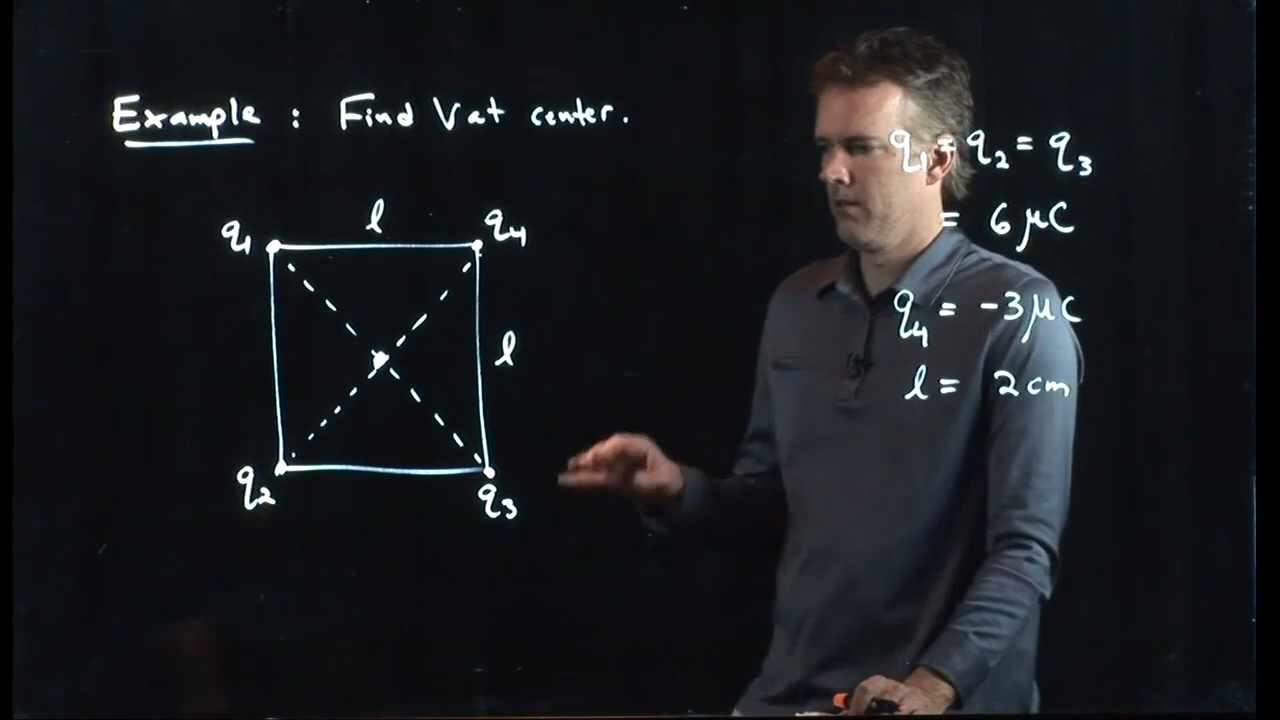 Example : Find V at center.
q₁ = q₂ = q₃
= 6 μC
q₄ = -3 μC
l = 2 cm
q₁ l q₄
l
q₂ q₃